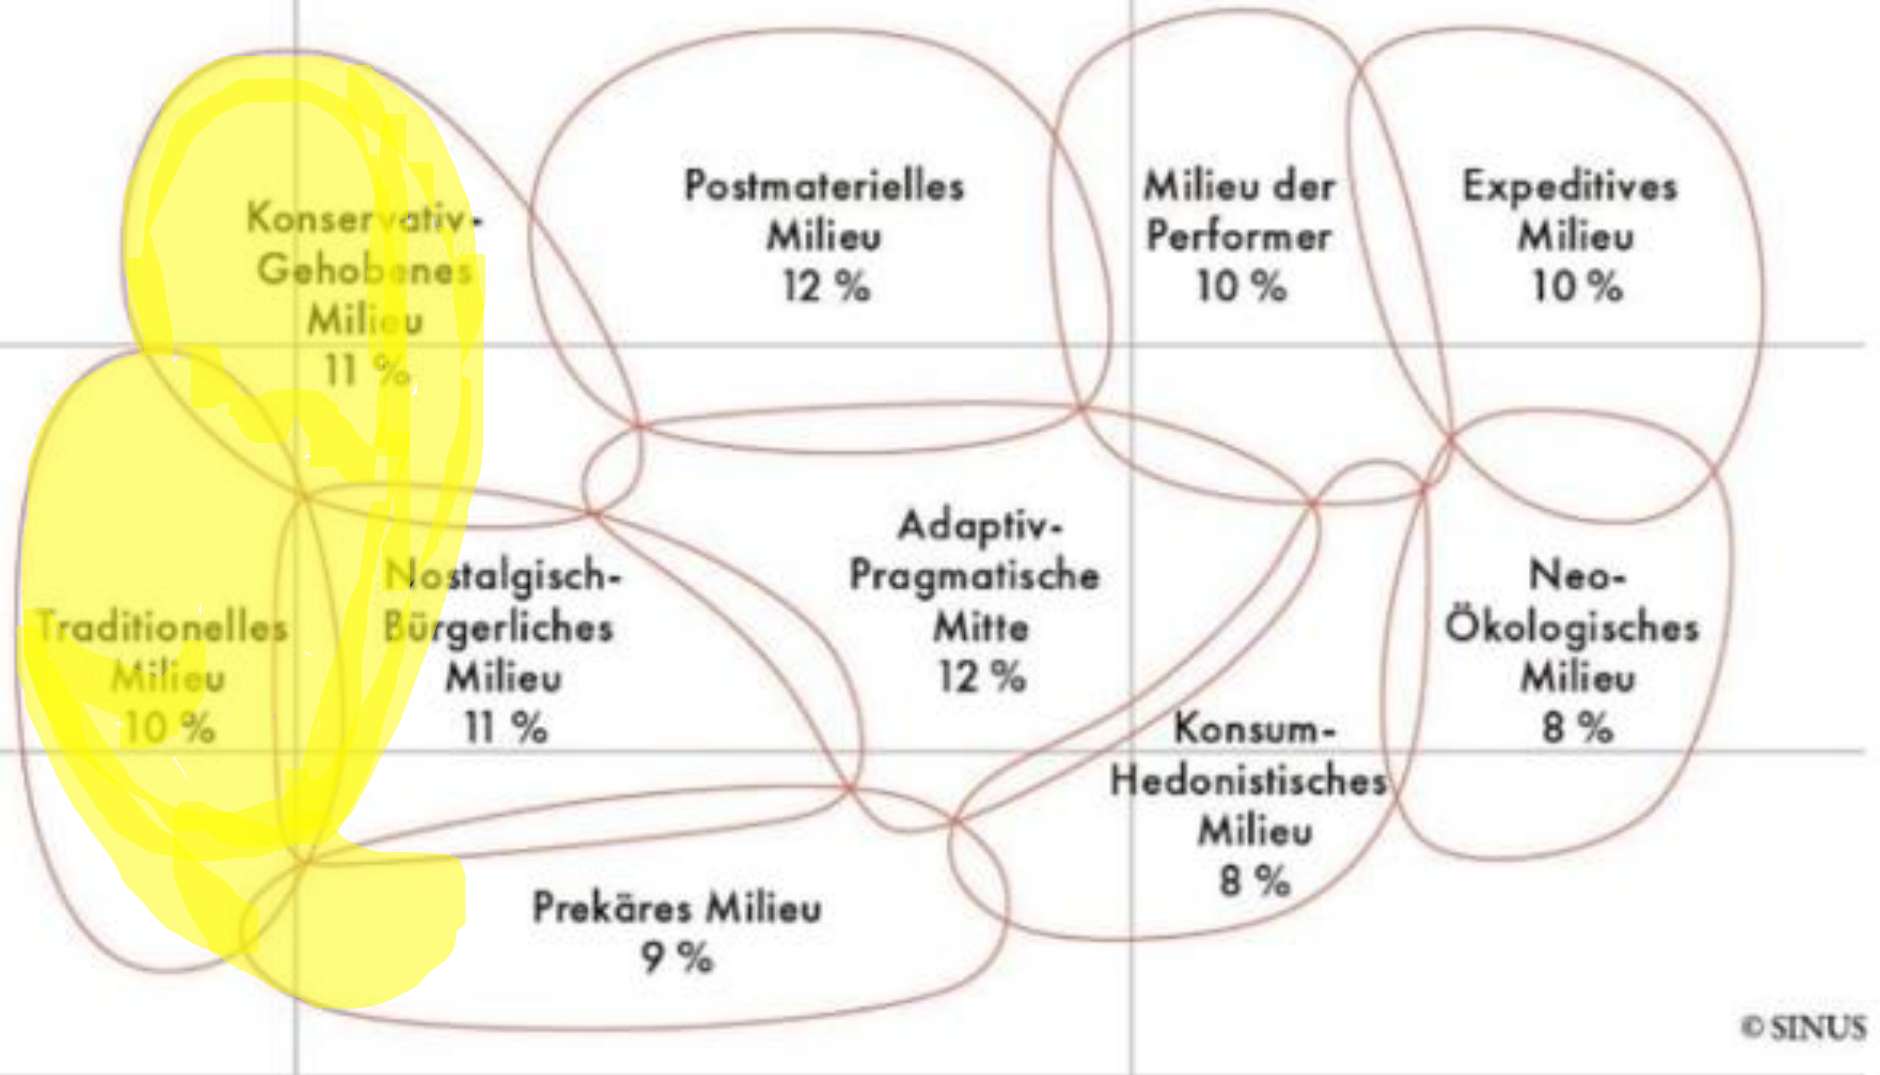 Konservativ-
Gehobenes
Milieu
11 %
Postmaterielles
Milieu
12 %
Milieu der
Performer
10 %
Expeditives
Milieu
10 %
Traditionelles
Milieu
10 %
Nostalgisch-
Bürgerliches
Milieu
11 %
Adaptiv-
Pragmatische
Mitte
12 %
Konsum-
Hedonistisches
Milieu
8 %
Neo-
Ökologisches
Milieu
8 %
Prekäres Milieu
9 %
© SINUS